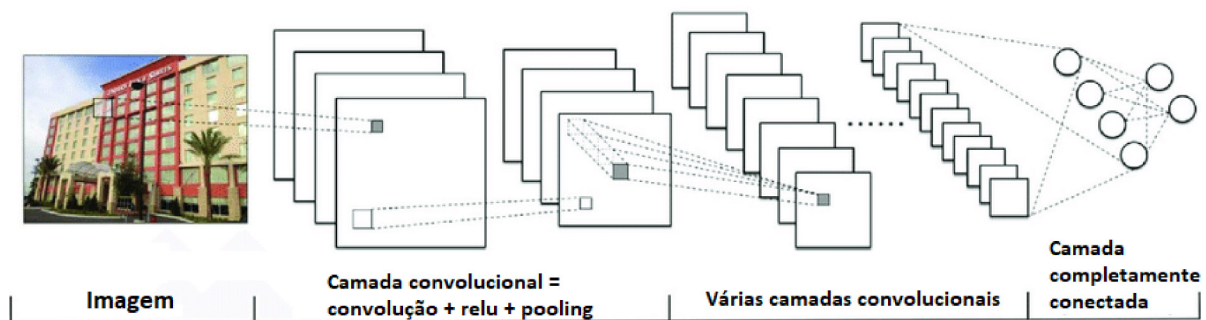 Imagem
Camada convolucional =
convolução + relu + pooling
Várias camadas convolucionais
Camada
completamente
conectada